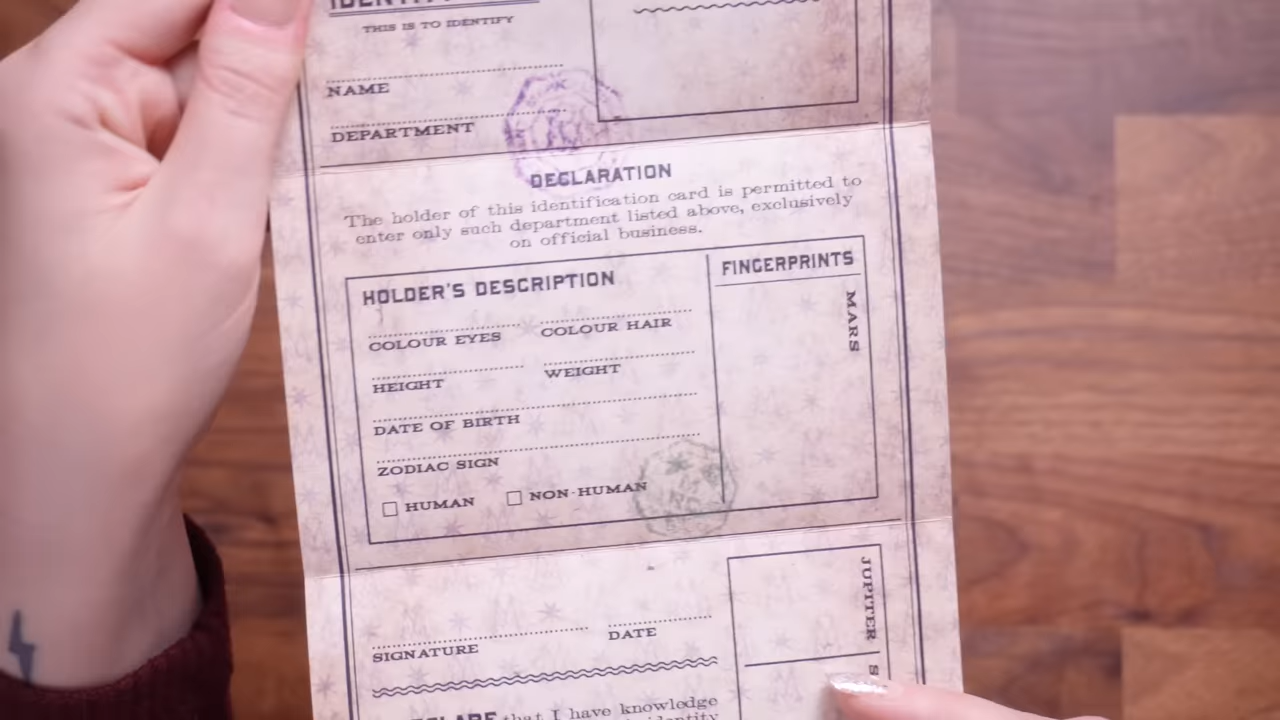 THIS IS TO IDENTIFY
NAME
DEPARTMENT
DECLARATION
The holder of this identification card is permitted to
enter only such department listed above, exclusively
on official business.
HOLDER'S DESCRIPTION
FINGERPRINTS
MARS
COLOUR EYES
COLOUR HAIR
HEIGHT
WEIGHT
DATE OF BIRTH
ZODIAC SIGN
HUMAN
NON-HUMAN
JUPITER
SIGNATURE
DATE
that I have knowledge
identity